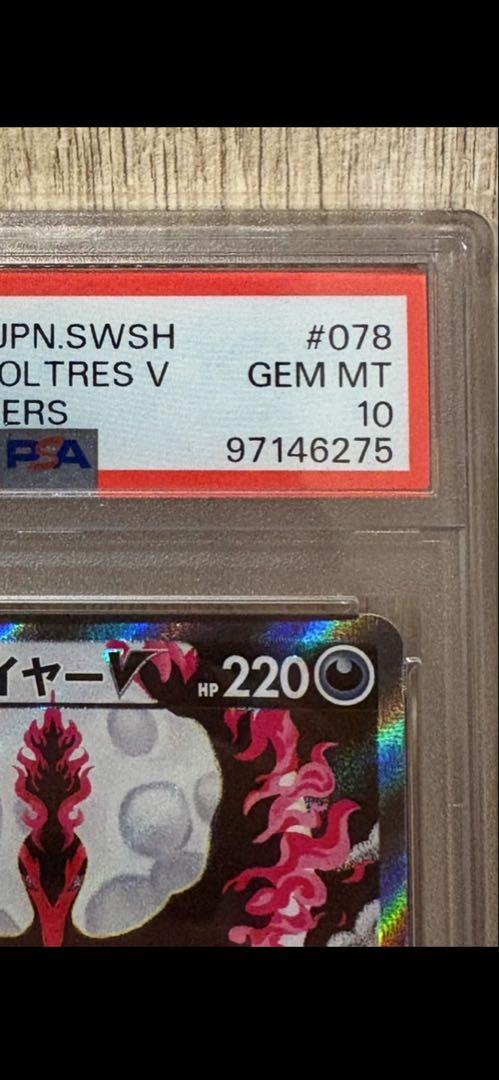 JPN.SWSH #078
OLTRES V GEM MT
ERS 10
PSA 97146275
イヤーV HP 220